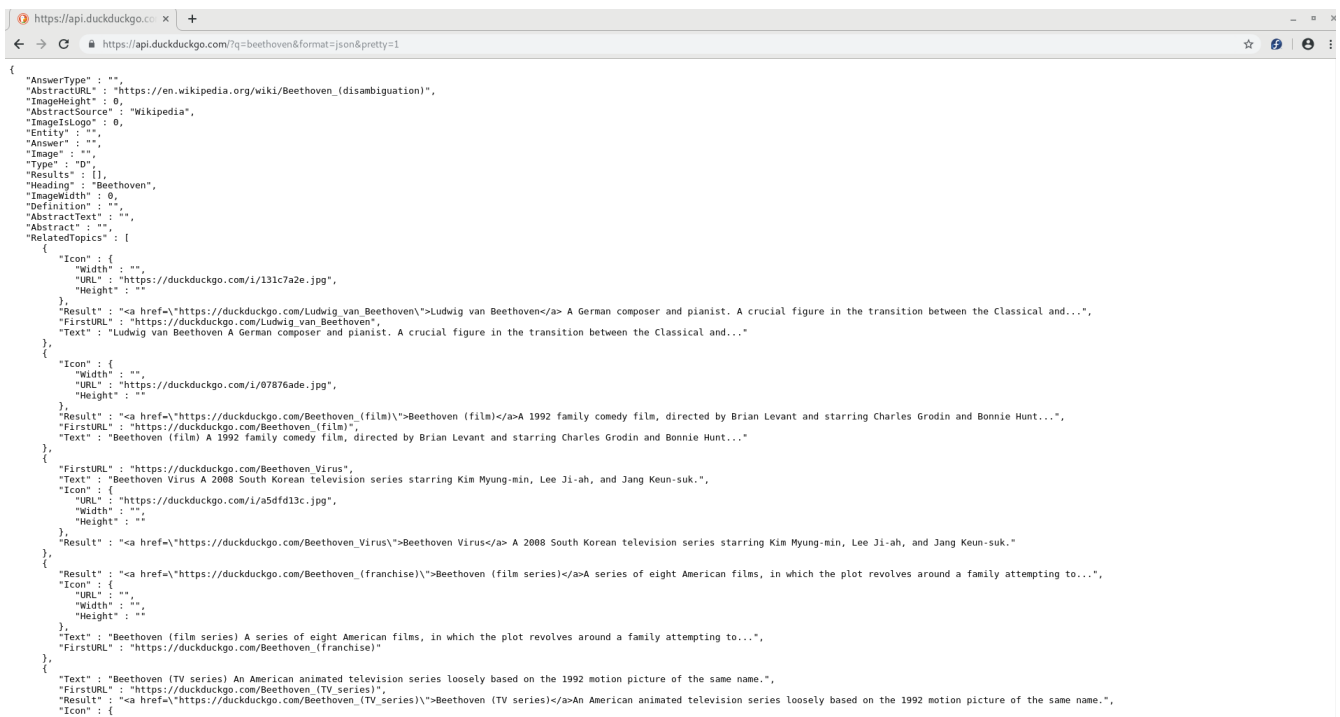 https://api.duckduckgo.co
https://api.duckduckgo.com/?q=beethoven&format=json&pretty=1
{
"AnswerType" : "",
"AbstractURL" : "https://en.wikipedia.org/wiki/Beethoven_(disambiguation)",
"ImageHeight" : 0,
"AbstractSource" : "Wikipedia",
"ImageIsLogo" : 0,
"Entity" : "",
"Answer" : "",
"Image" : "",
"Type" : "D",
"Results" : [],
"Heading" : "Beethoven",
"ImageWidth" : 0,
"Definition" : "",
"AbstractText" : "",
"Abstract" : "",
"RelatedTopics" : [
{
"Icon" : {
"Width" : "",
"URL" : "https://duckduckgo.com/i/131c7a2e.jpg",
"Height" : ""
},
"Result" : "<a href=\"https://duckduckgo.com/Ludwig_van_Beethoven\">Ludwig van Beethoven</a> A German composer and pianist. A crucial figure in the transition between the Classical and...",
"FirstURL" : "https://duckduckgo.com/Ludwig_van_Beethoven",
"Text" : "Ludwig van Beethoven A German composer and pianist. A crucial figure in the transition between the Classical and..."
},
{
"Icon" : {
"Width" : "",
"URL" : "https://duckduckgo.com/i/07876ade.jpg",
"Height" : ""
},
"Result" : "<a href=\"https://duckduckgo.com/Beethoven_(film)\">Beethoven (film)</a>A 1992 family comedy film, directed by Brian Levant and starring Charles Grodin and Bonnie Hunt...",
"FirstURL" : "https://duckduckgo.com/Beethoven_(film)",
"Text" : "Beethoven (film) A 1992 family comedy film, directed by Brian Levant and starring Charles Grodin and Bonnie Hunt..."
},
{
"FirstURL" : "https://duckduckgo.com/Beethoven_Virus",
"Text" : "Beethoven Virus A 2008 South Korean television series starring Kim Myung-min, Lee Ji-ah, and Jang Keun-suk.",
"Icon" : {
"URL" : "https://duckduckgo.com/i/a5dfd13c.jpg",
"Width" : "",
"Height" : ""
},
"Result" : "<a href=\"https://duckduckgo.com/Beethoven_Virus\">Beethoven Virus</a> A 2008 South Korean television series starring Kim Myung-min, Lee Ji-ah, and Jang Keun-suk."
},
{
"Result" : "<a href=\"https://duckduckgo.com/Beethoven_(franchise)\">Beethoven (film series)</a>A series of eight American films, in which the plot revolves around a family attempting to...",
"Icon" : {
"URL" : "",
"Width" : "",
"Height" : ""
},
"Text" : "Beethoven (film series) A series of eight American films, in which the plot revolves around a family attempting to...",
"FirstURL" : "https://duckduckgo.com/Beethoven_(franchise)"
},
{
"Text" : "Beethoven (TV series) An American animated television series loosely based on the 1992 motion picture of the same name.",
"FirstURL" : "https://duckduckgo.com/Beethoven_(TV_series)",
"Result" : "<a href=\"https://duckduckgo.com/Beethoven_(TV_series)\">Beethoven (TV series)</a>An American animated television series loosely based on the 1992 motion picture of the same name.",
"Icon" : {